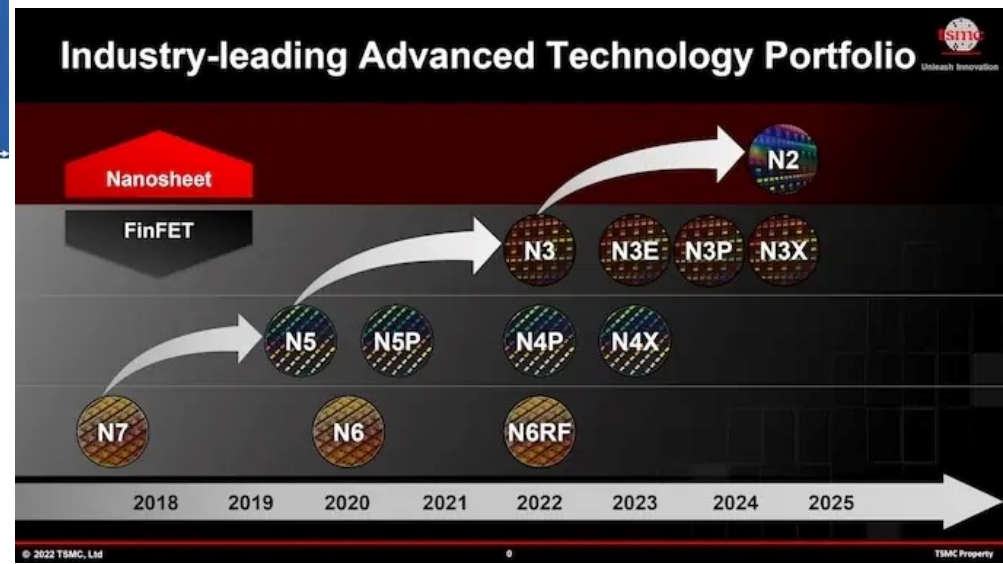 Industry-leading Advanced Technology Portfolio
tsmc
Unleash Innovation
Nanosheet
N2
FinFET
N3 N3E N3P N3X
N5 N5P N4P N4X
N7 N6 N6RF
2018 2019 2020 2021 2022 2023 2024 2025
© 2022 TSMC, Ltd 0 TSMC Property